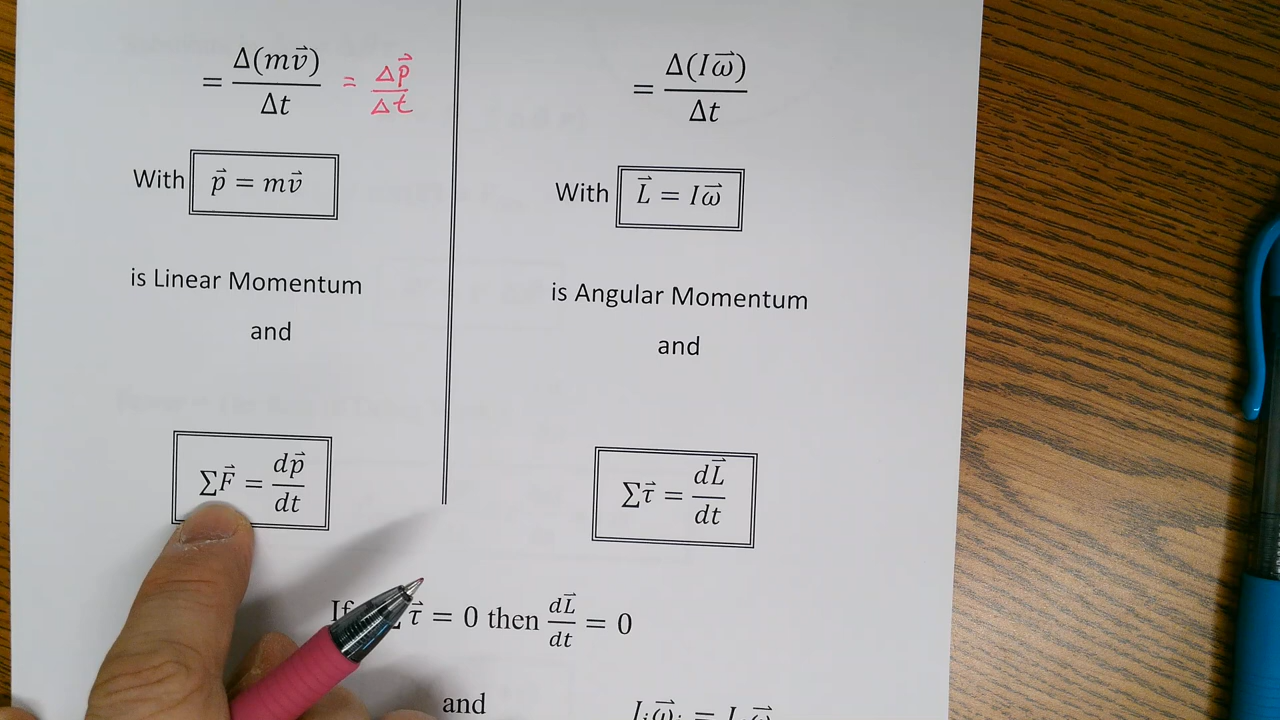 = Δ(mv⃗)/Δt = Δp⃗/Δt
With p⃗ = mv⃗
is Linear Momentum
and
ΣF⃗ = dp⃗/dt
= Δ(Iω⃗)/Δt
With L⃗ = Iω⃗
is Angular Momentum
and
Στ⃗ = dL⃗/dt
If τ⃗ = 0 then dL⃗/dt = 0
and